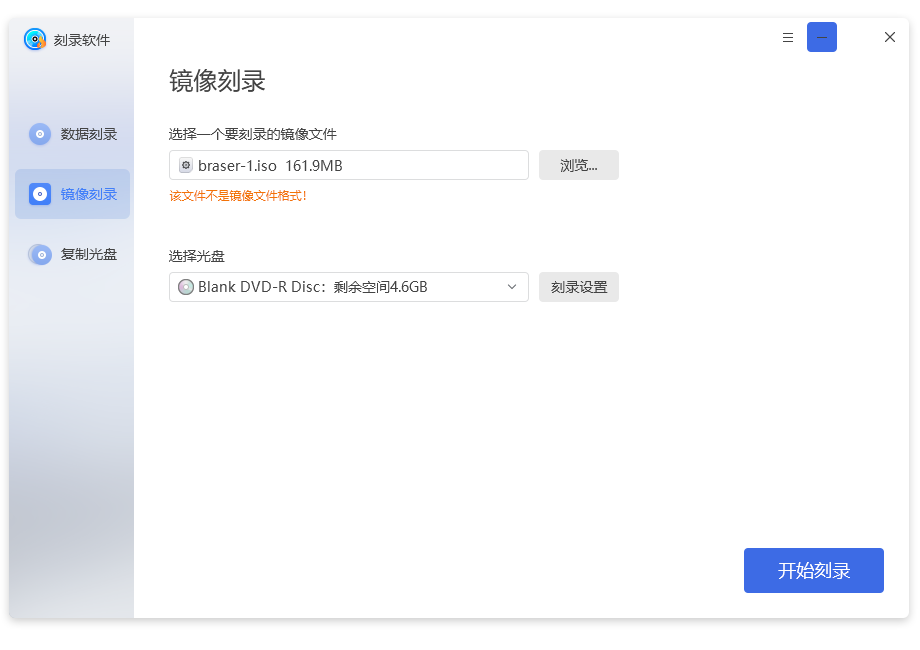 刻录软件
数据刻录
镜像刻录
复制光盘
镜像刻录
选择一个要刻录的镜像文件
braser-1.iso 161.9MB
浏览...
该文件不是镜像文件格式!
选择光盘
Blank DVD-R Disc：剩余空间4.6GB
刻录设置
开始刻录